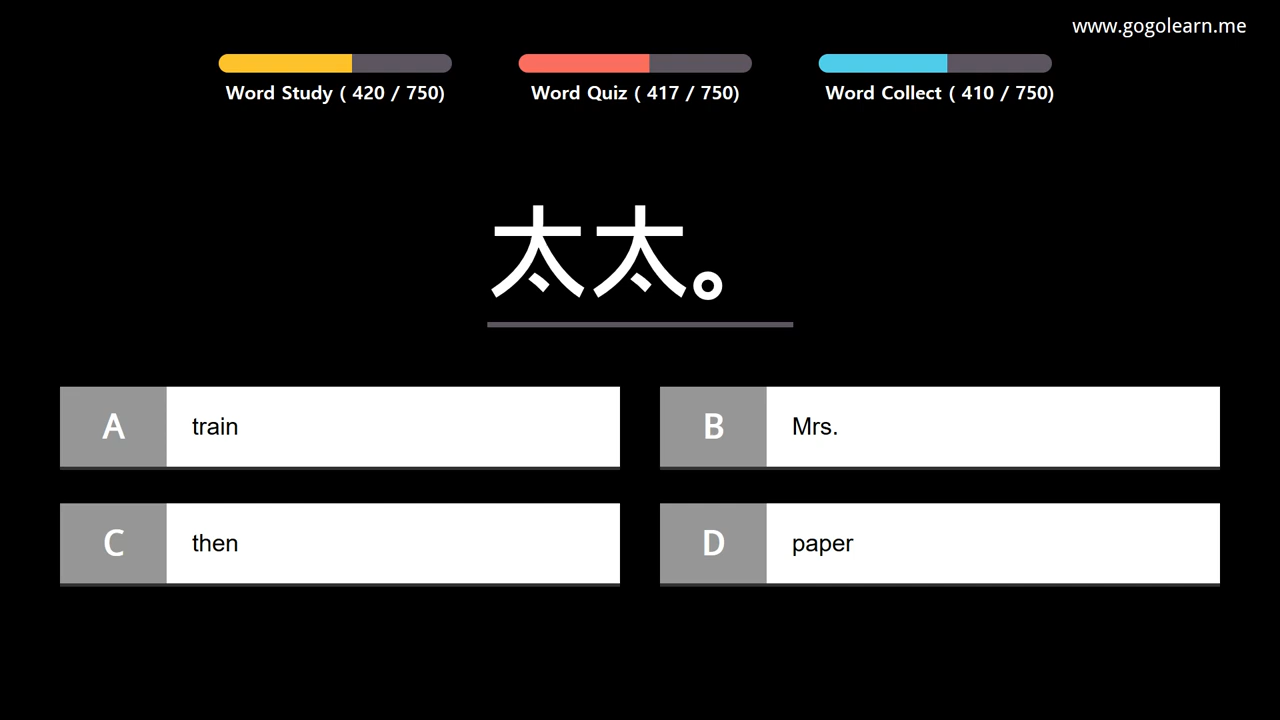 www.gogolearn.me
Word Study ( 420 / 750)
Word Quiz ( 417 / 750)
Word Collect ( 410 / 750)
太太。
A train
B Mrs.
C then
D paper